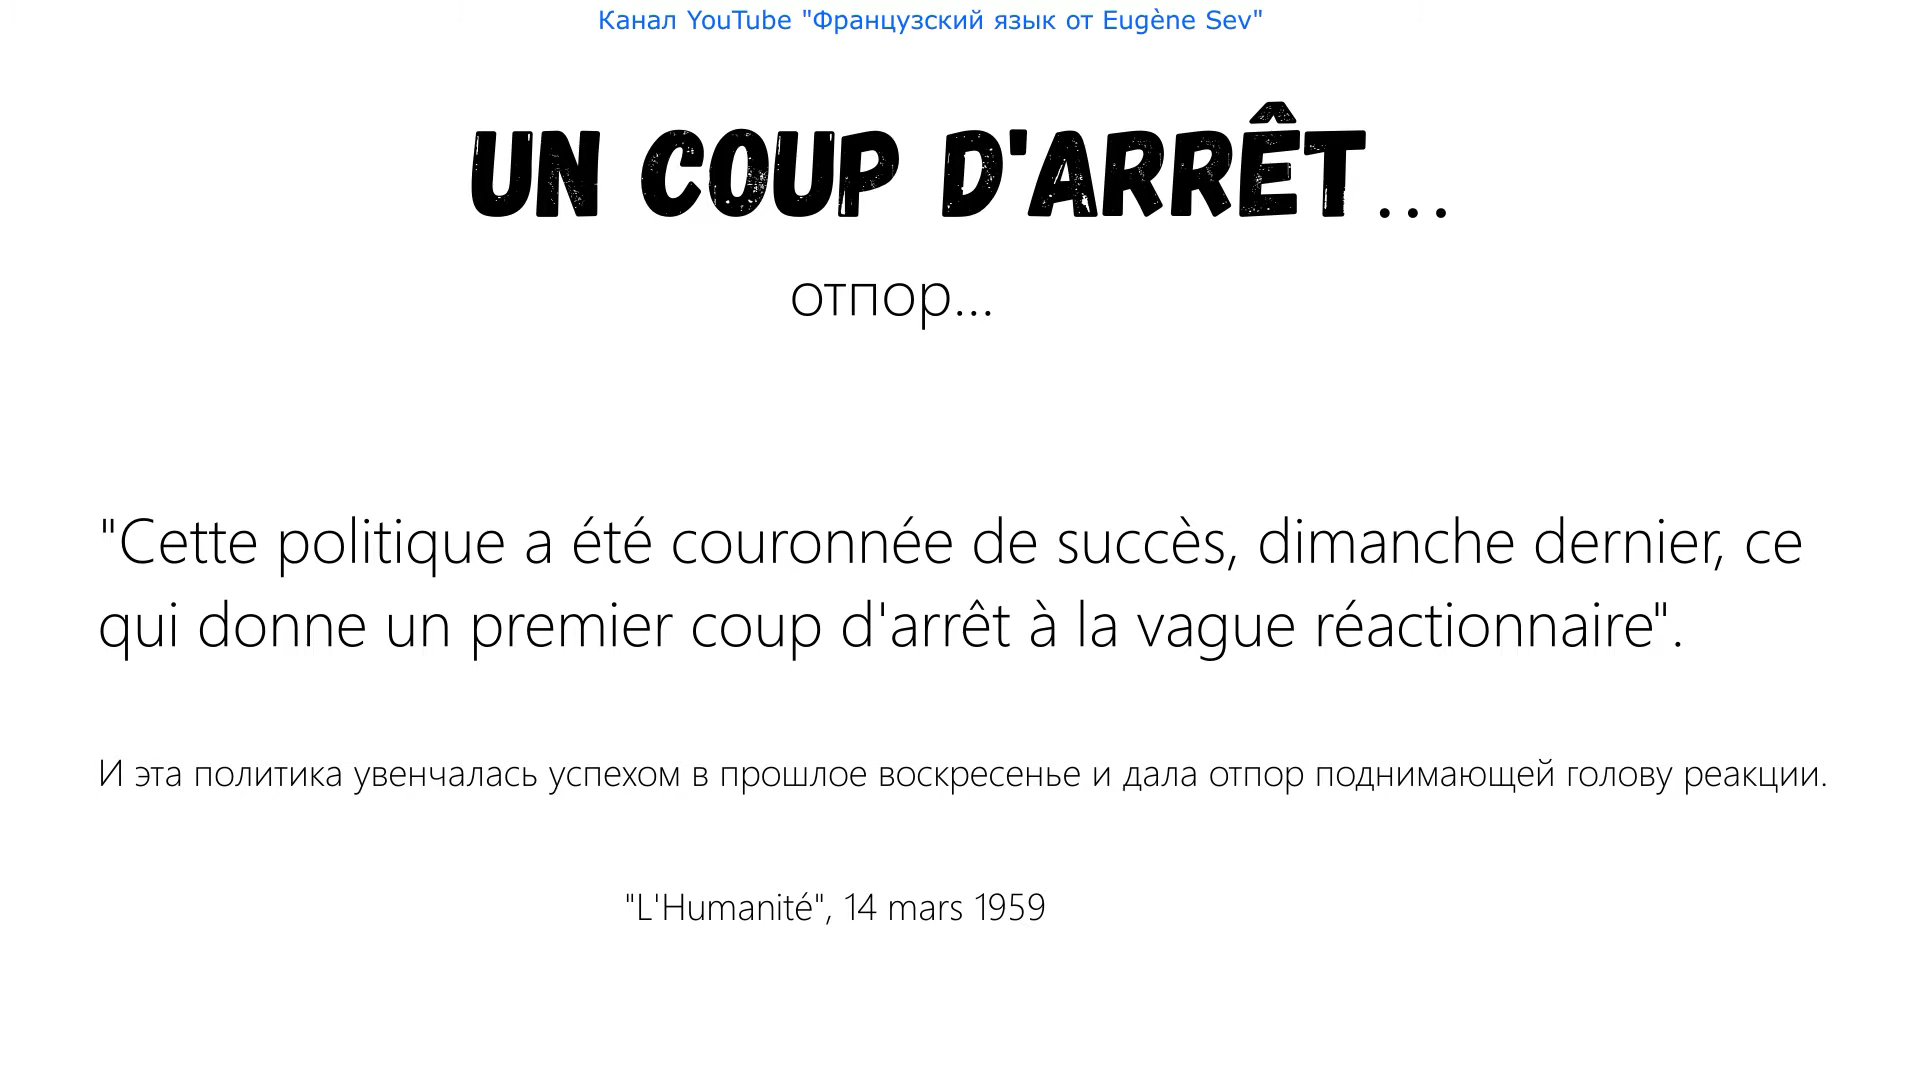 Канал YouTube "Французский язык от Eugène Sev"
UN COUP D'ARRÊT...
отпор...
"Cette politique a été couronnée de succès, dimanche dernier, ce
qui donne un premier coup d'arrêt à la vague réactionnaire".
И эта политика увенчалась успехом в прошлое воскресенье и дала отпор поднимающей голову реакции.
"L'Humanité", 14 mars 1959